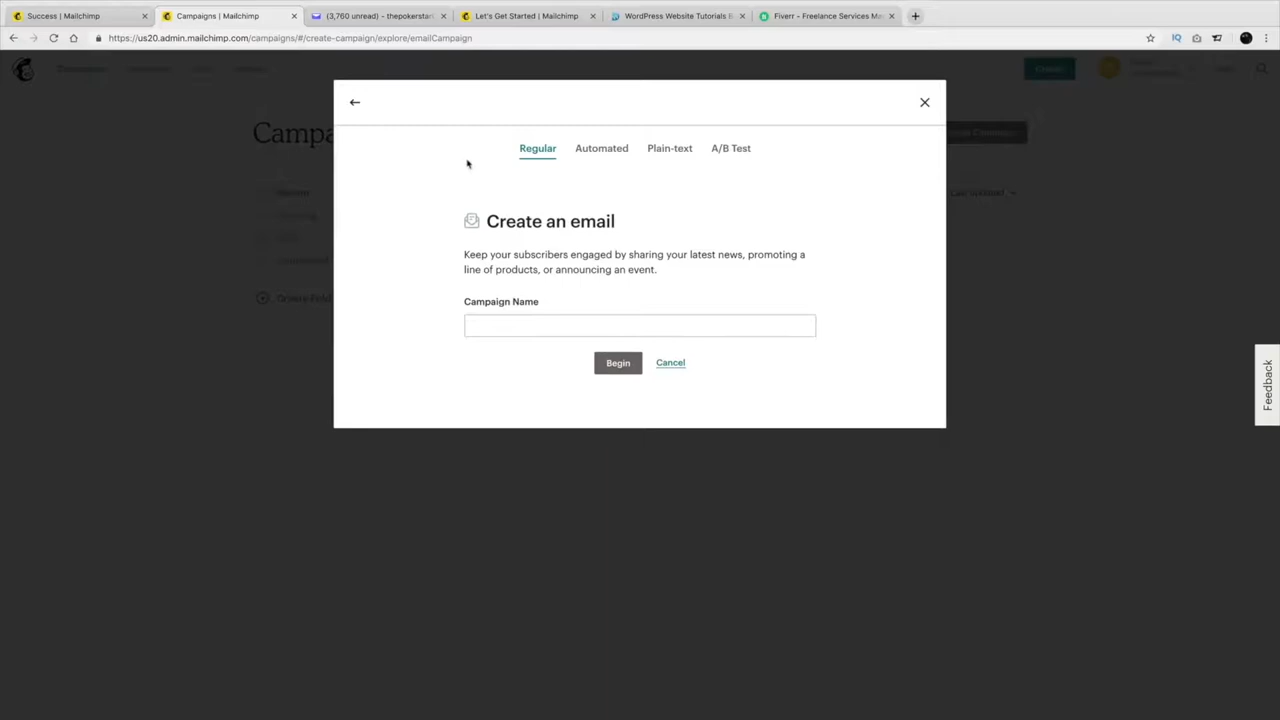 Success | Mailchimp
Campaigns | Mailchimp
(3,760 unread) - thepokerstar
Let's Get Started | Mailchimp
WordPress Website Tutorials
Fiverr - Freelance Services
https://us20.admin.mailchimp.com/campaigns/#/create-campaign/explore/emailCampaign
Campa
Regular
Automated
Plain-text
A/B Test
Create an email
Keep your subscribers engaged by sharing your latest news, promoting a
line of products, or announcing an event.
Campaign Name
Begin
Cancel
Feedback